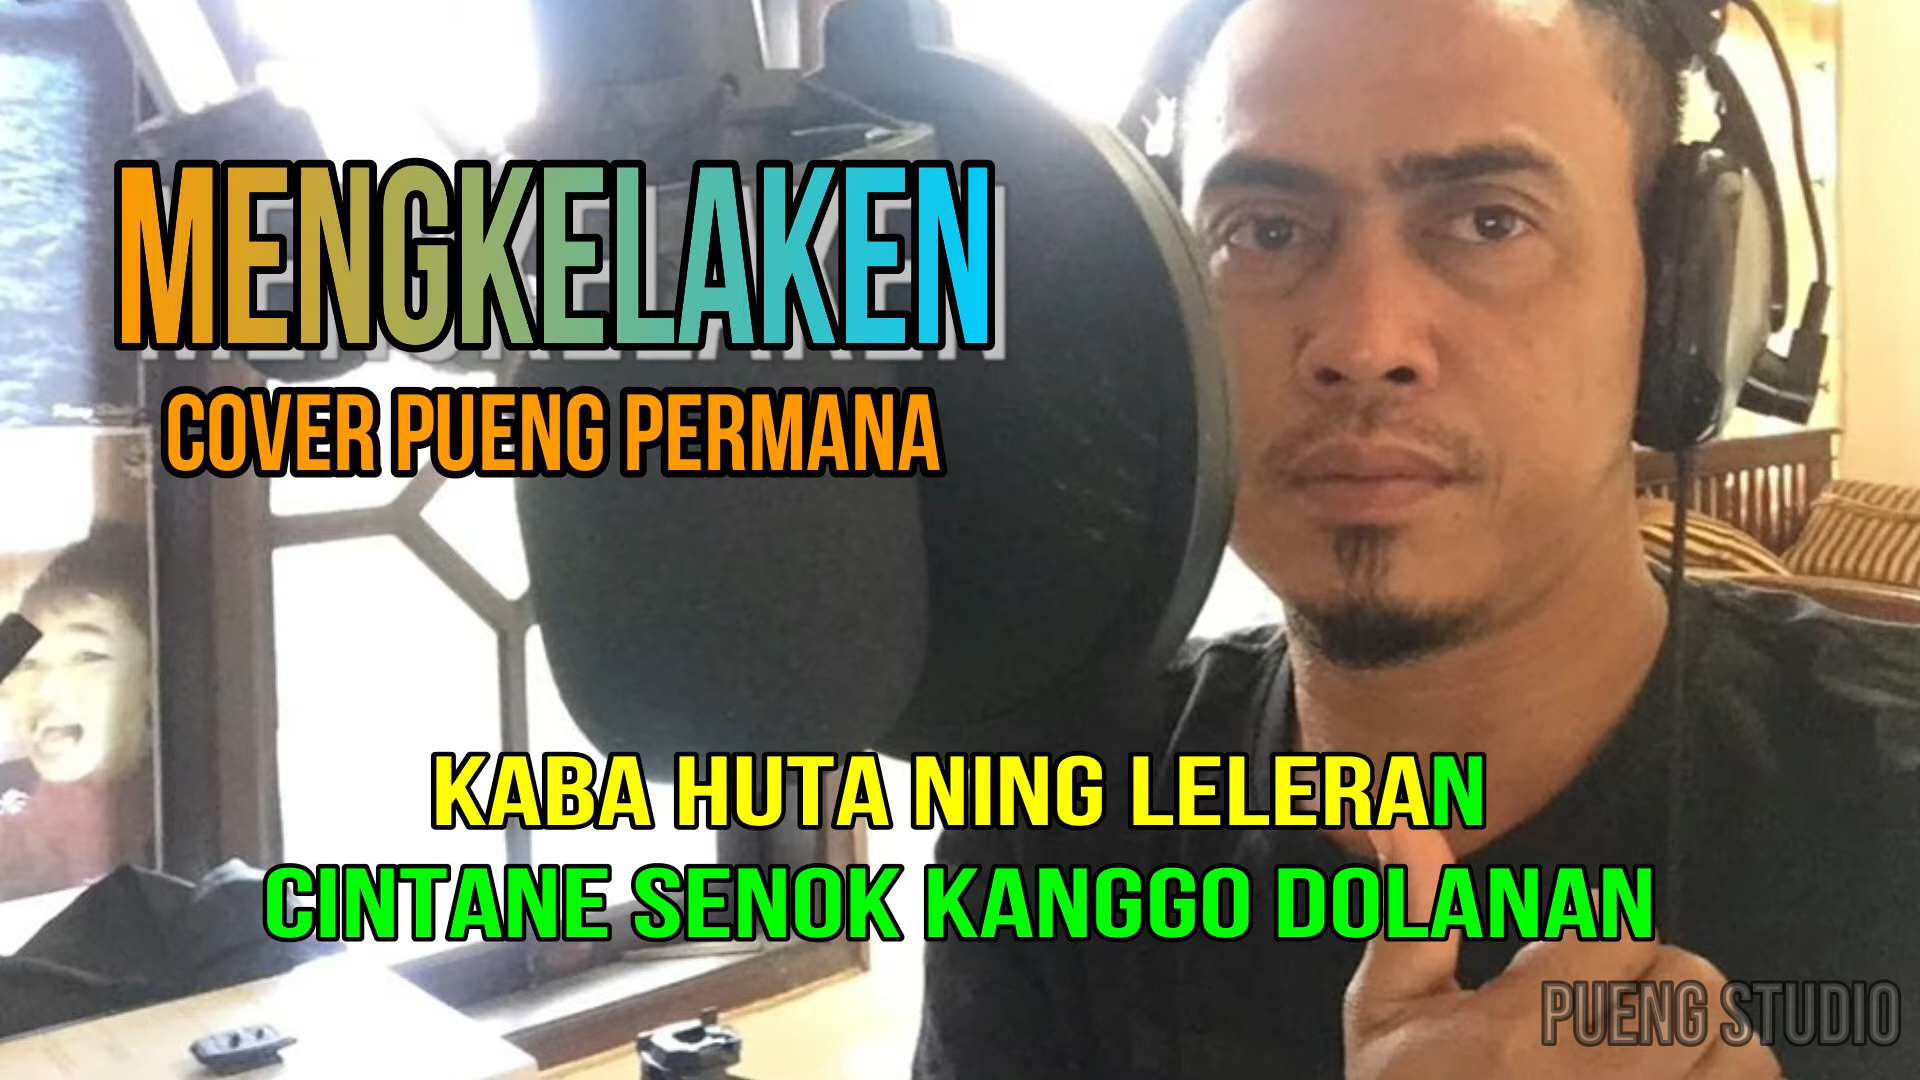 MENGKELAKEN
COVER PUENG PERMANA
KABA HUTA NING LELERAN
CINTANE SENOK KANGGO DOLANAN
PUENG STUDIO